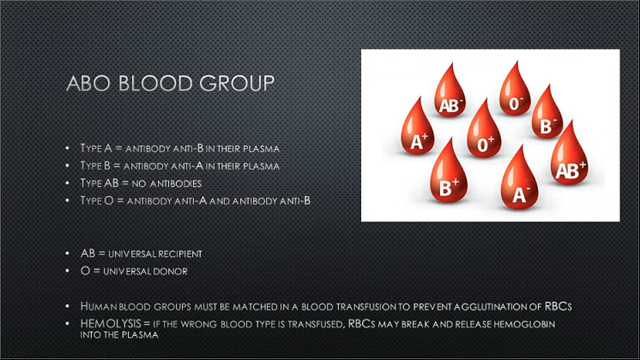 ABO BLOOD GROUP
• TYPE A = ANTIBODY ANTI-B IN THEIR PLASMA
• TYPE B = ANTIBODY ANTI-A IN THEIR PLASMA
• TYPE AB = NO ANTIBODIES
• TYPE O = ANTIBODY ANTI-A AND ANTIBODY ANTI-B
• AB = UNIVERSAL RECIPIENT
• O = UNIVERSAL DONOR
• HUMAN BLOOD GROUPS MUST BE MATCHED IN A BLOOD TRANSFUSION TO PREVENT AGGLUTINATION OF RBCS
• HEMOLYSIS = IF THE WRONG BLOOD TYPE IS TRANSFUSED, RBCS MAY BREAK AND RELEASE HEMOGLOBIN
INTO THE PLASMA
AB-
O-
B-
A+
O+
AB+
B+
A-